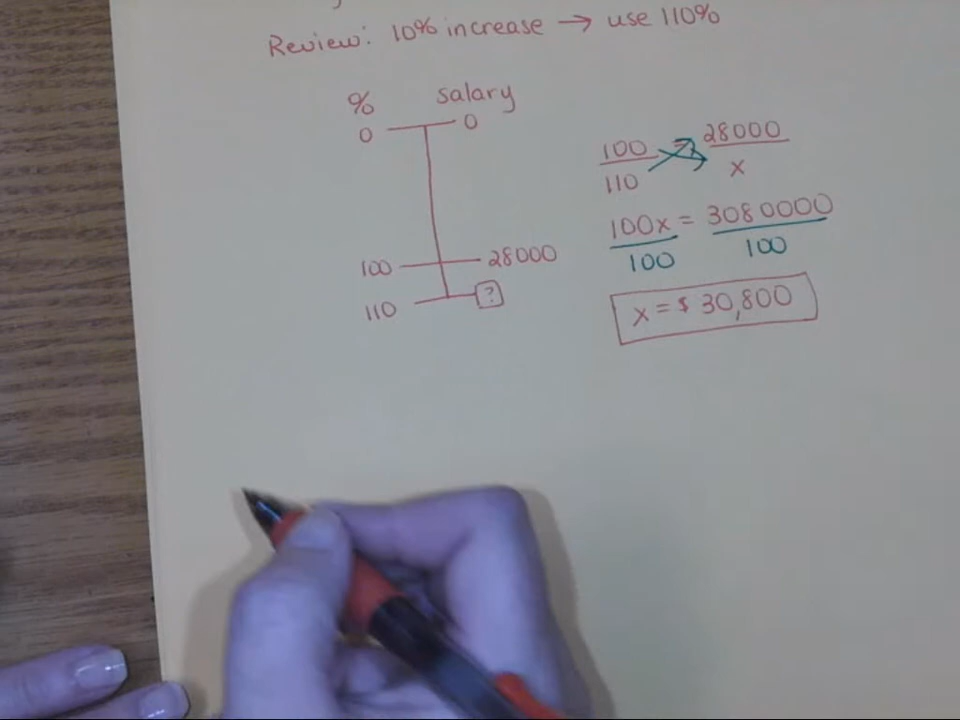 Review: 10% increase → use 110%
% salary
0 0
100 28000
110 ?
100/110 = 28000/x
100x = 3080000
100 100
x = $ 30,800